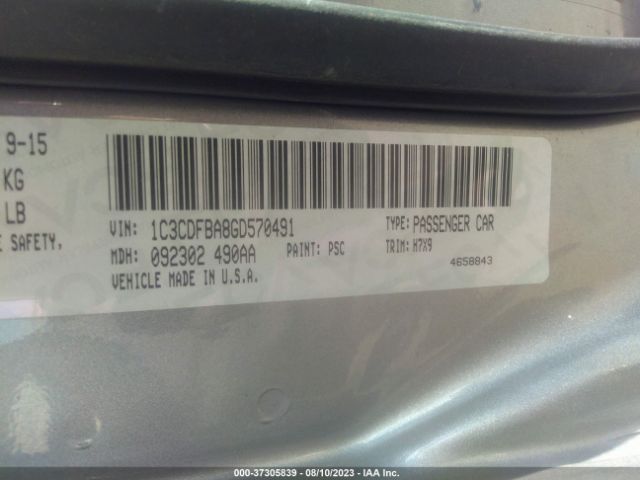 9-15
KG
LB
E SAFETY,
VIN: 1C3CDFBA8GD570491 TYPE: PASSENGER CAR
MDH: 092302 490AA PAINT: PSC TRIM: H7X9
VEHICLE MADE IN U.S.A. 4658843
000-37305839 - 08/10/2023 - IAA Inc.